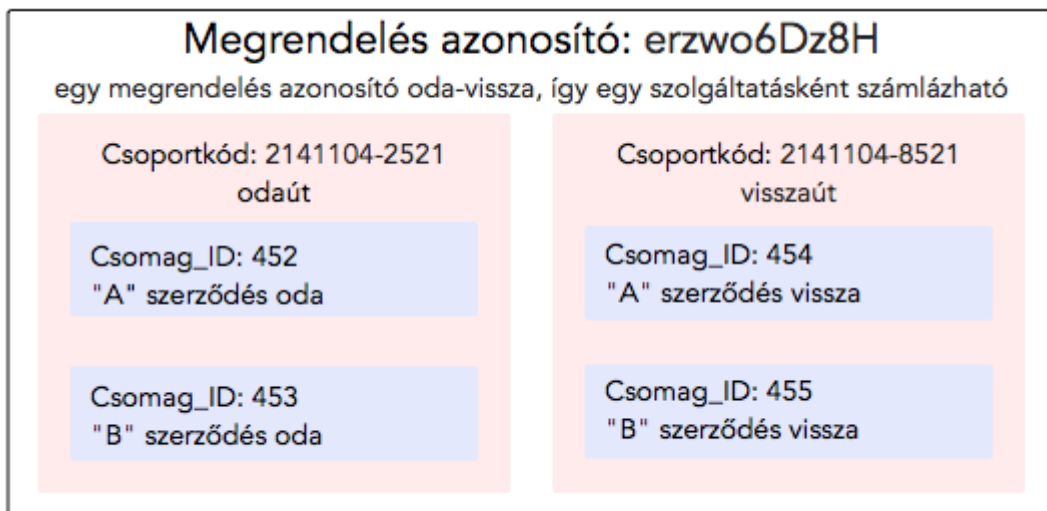 Megrendelés azonosító: erzwo6Dz8H
egy megrendelés azonosító oda-vissza, így egy szolgáltatásként számlázható
Csoportkód: 2141104-2521
odaút
Csomag_ID: 452
"A" szerződés oda
Csomag_ID: 453
"B" szerződés oda
Csoportkód: 2141104-8521
visszaút
Csomag_ID: 454
"A" szerződés vissza
Csomag_ID: 455
"B" szerződés vissza